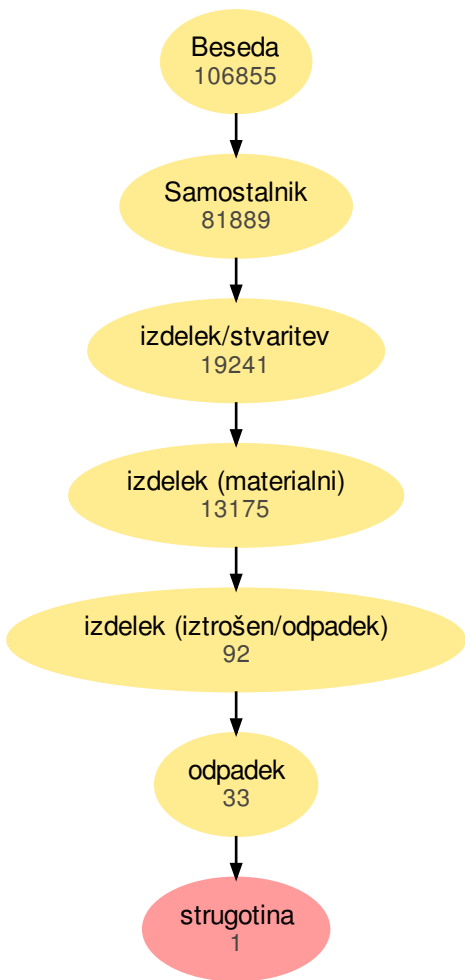 Beseda
106855
Samostalnik
81889
izdelek/stvaritev
19241
izdelek (materialni)
13175
izdelek (iztrošen/odpadek)
92
odpadek
33
strugotina
1